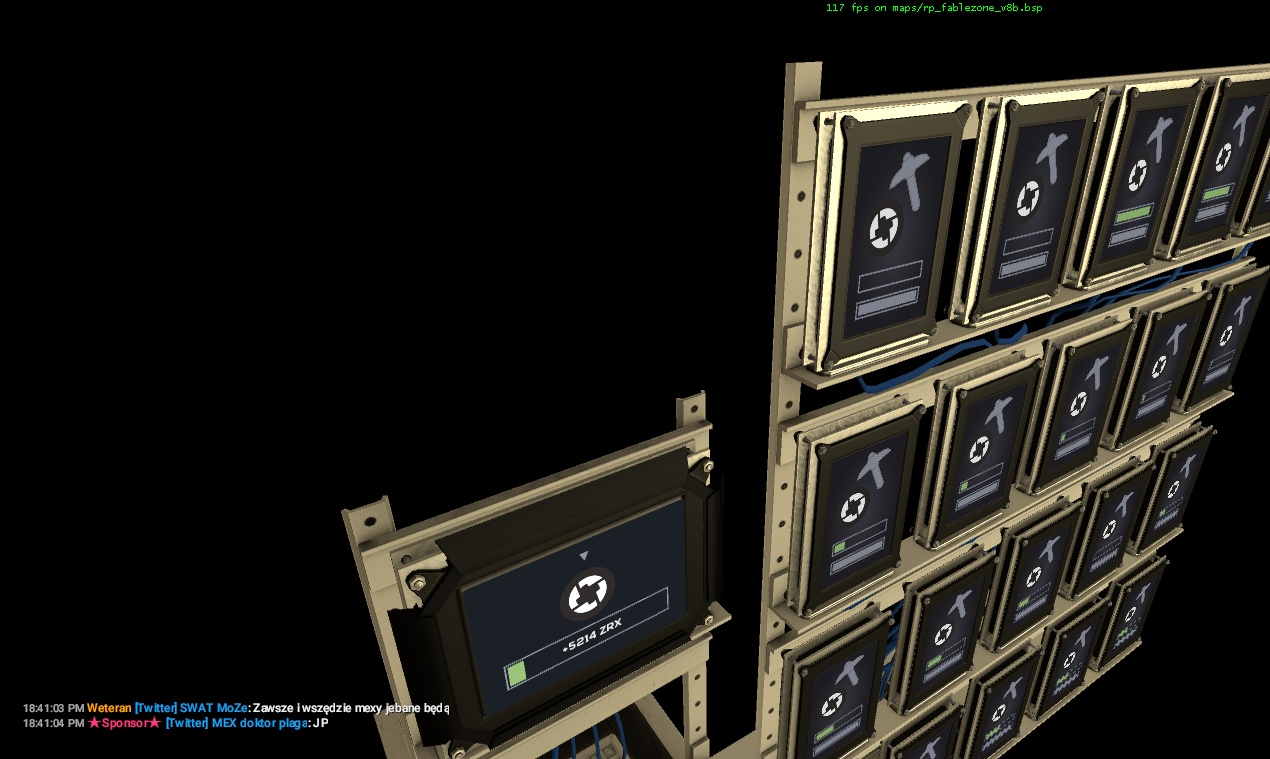 117 fps on maps/rp_fablezone_v8b.bsp
+5214 ZRX
18:41:03 PM Weteran [Twitter] SWAT MoZe: Zawsze i wszędzie mexy jebane będą
18:41:04 PM ★Sponsor★ [Twitter] MEX doktor plaga: JP